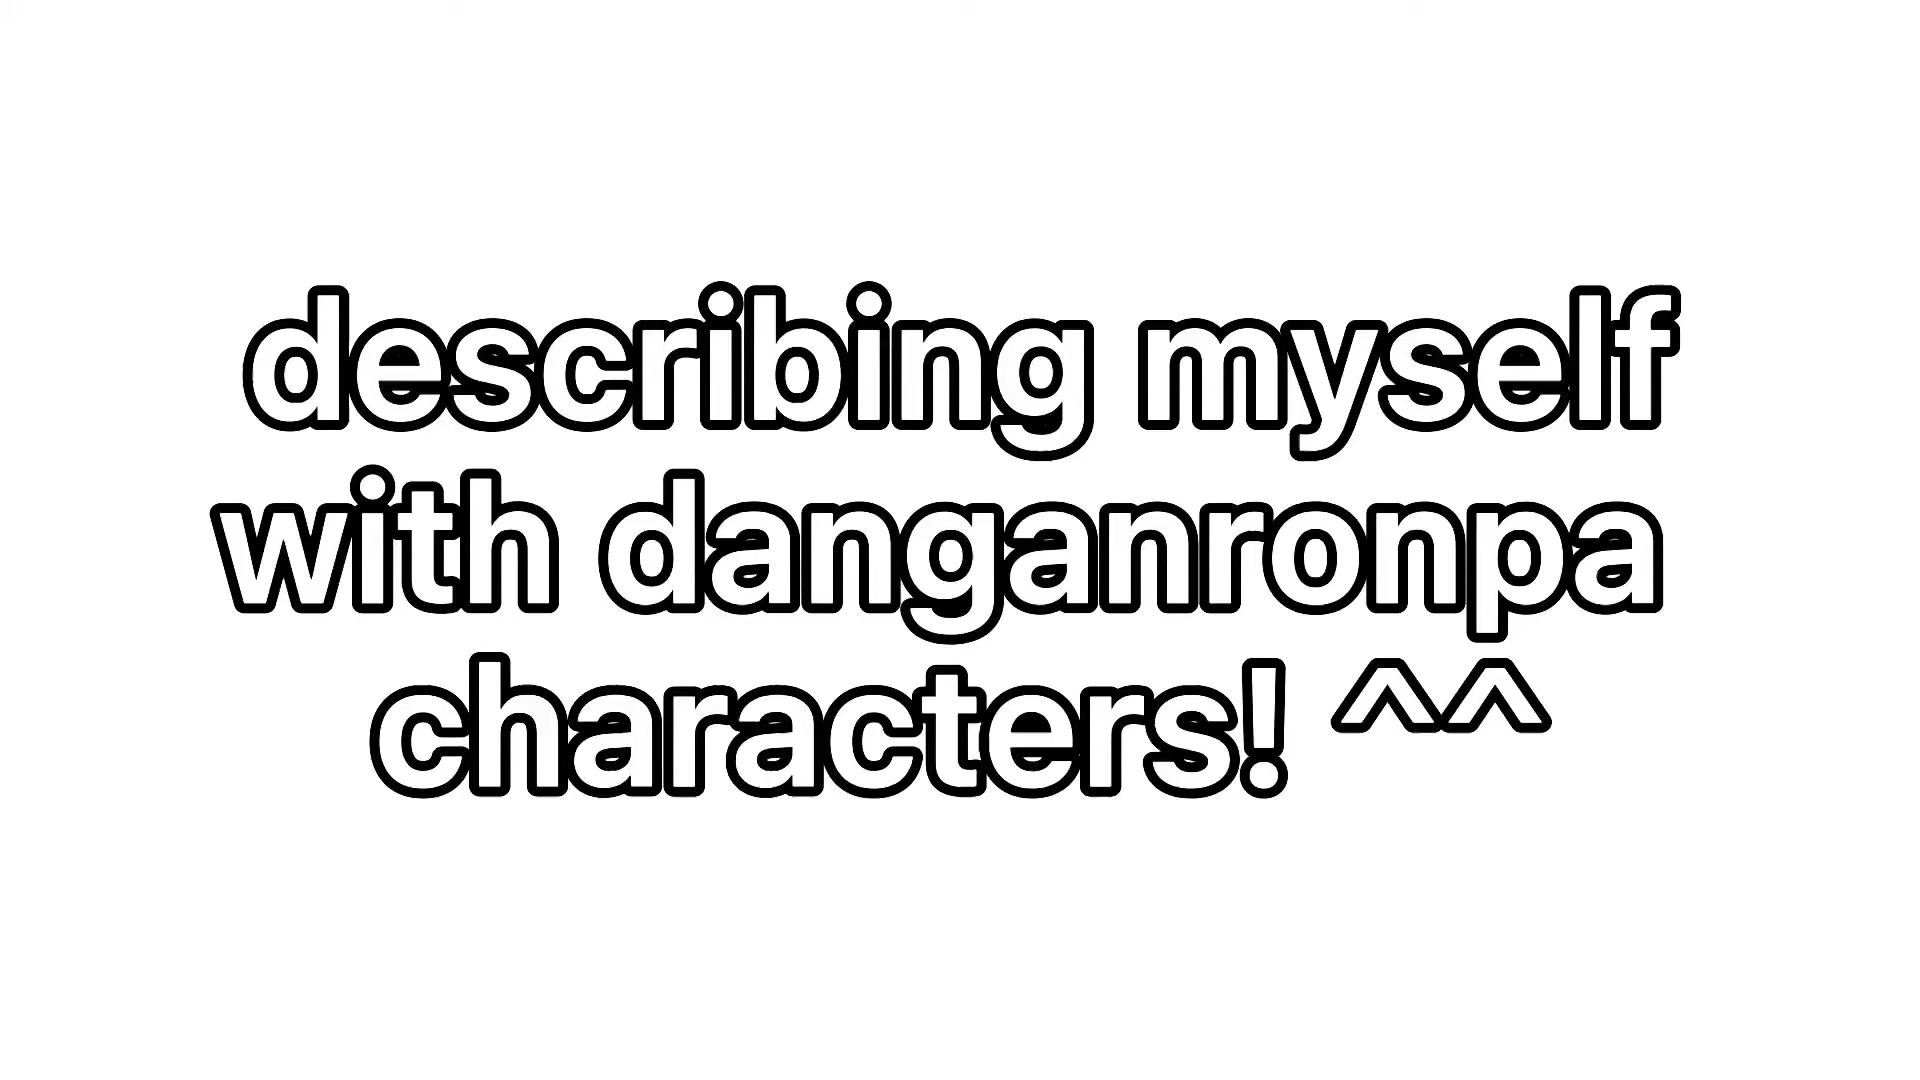 describing myself
with danganronpa
characters! ^^